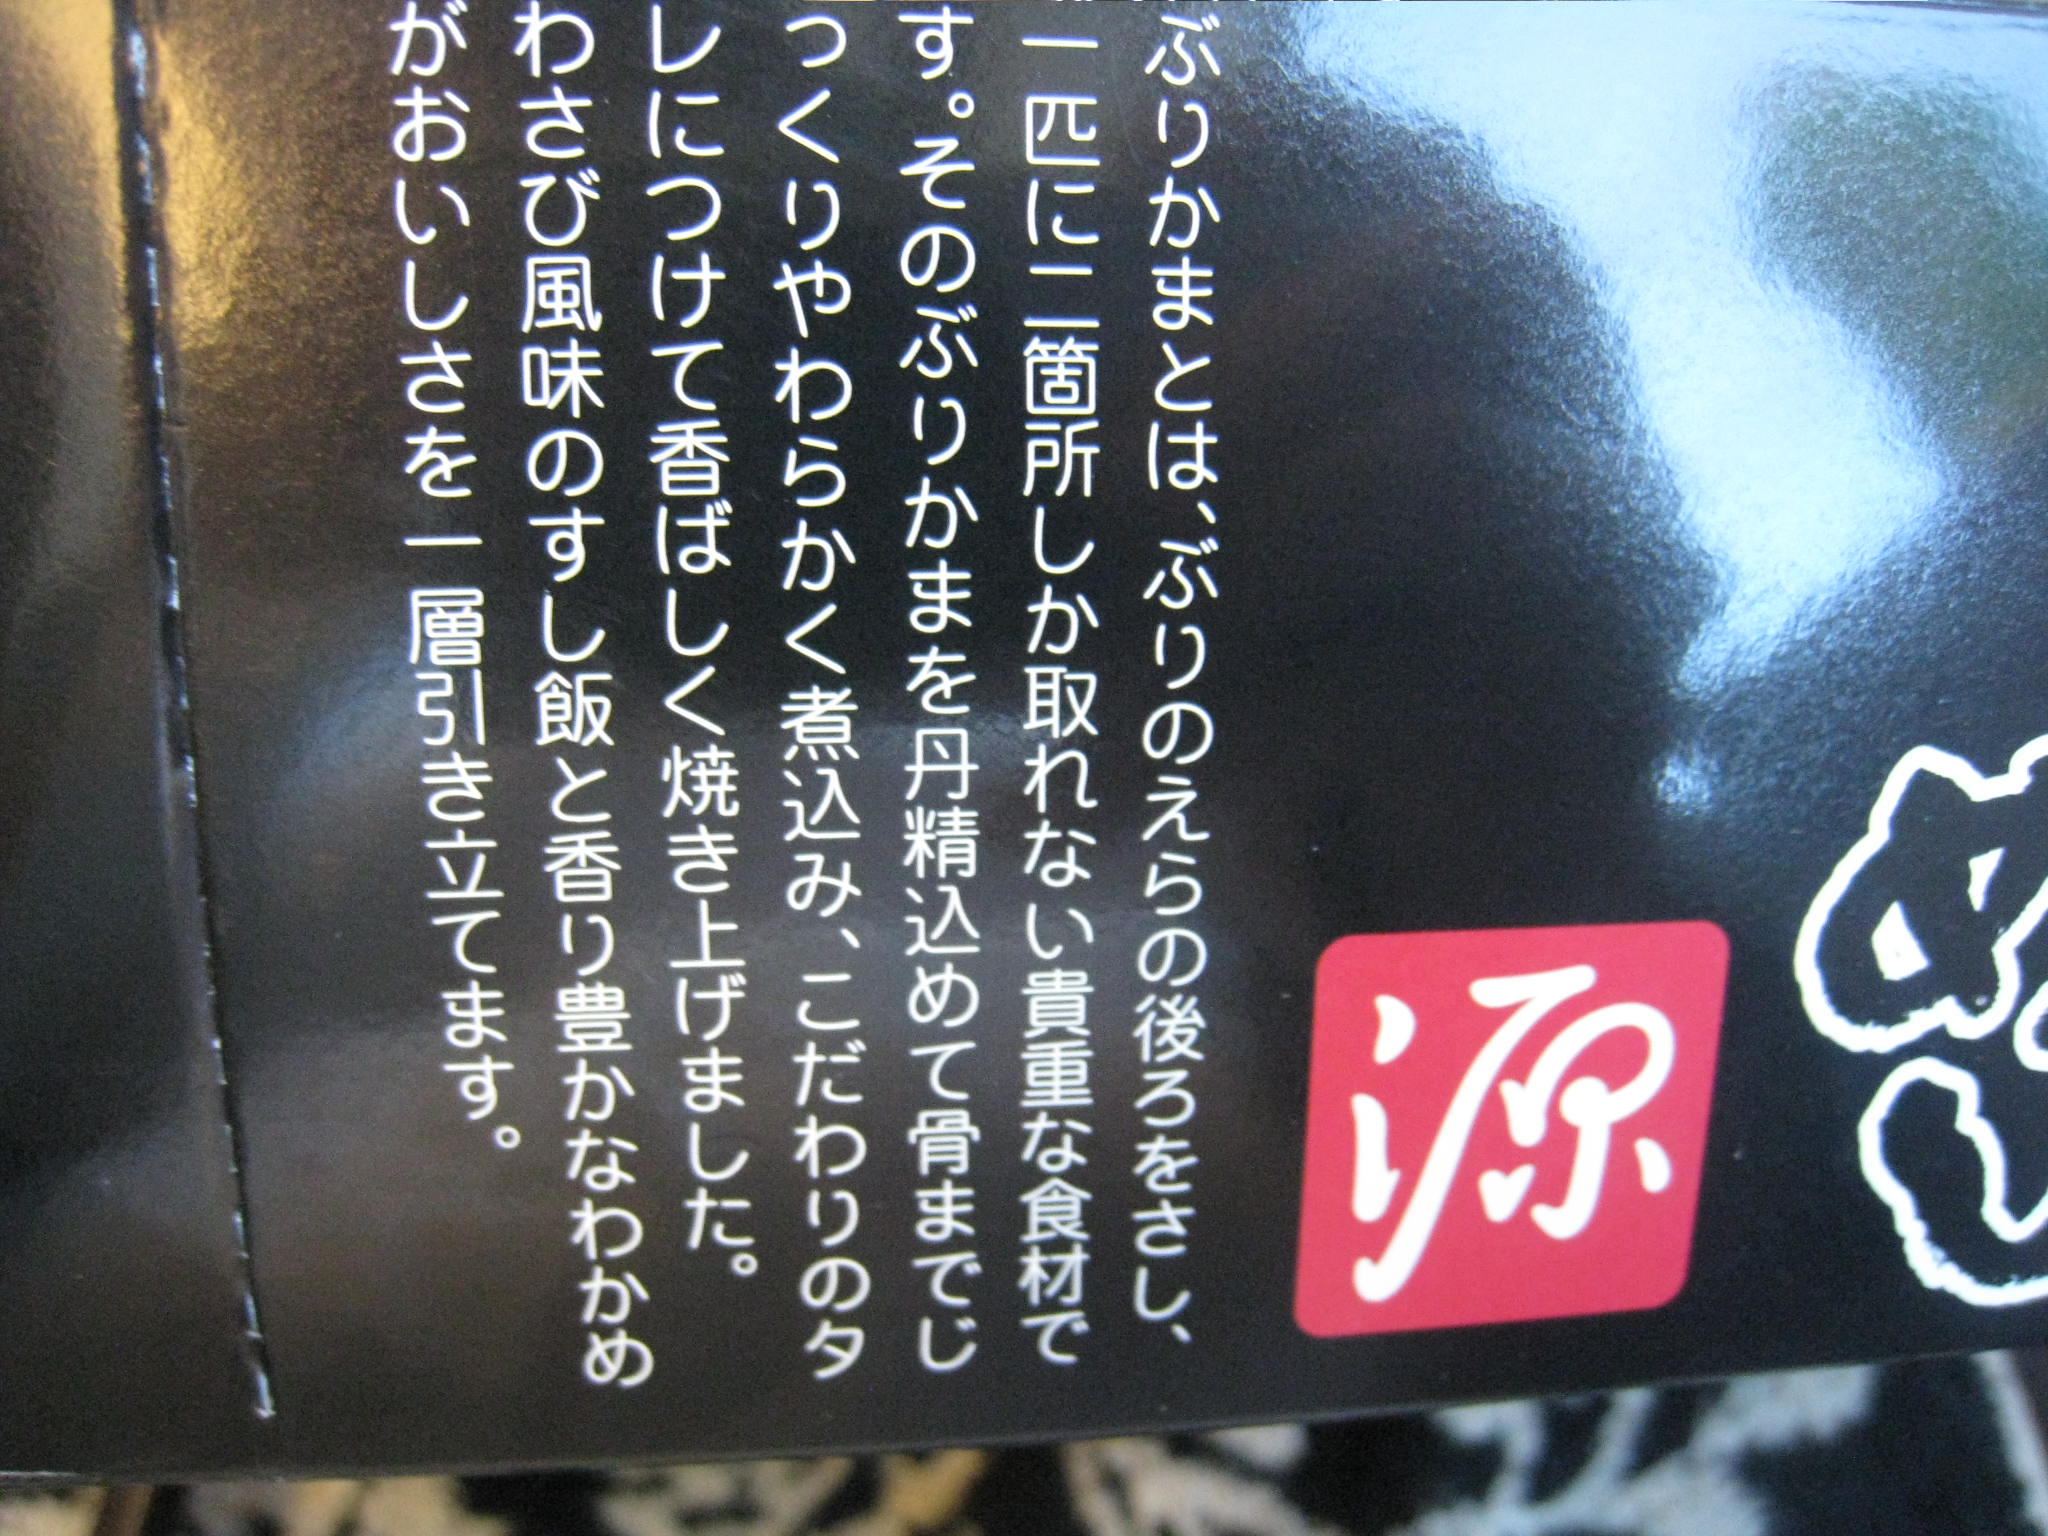 ぶりかまとは、ぶりのえらの後ろをさし、
一匹に二箇所しか取れない貴重な食材で
す。そのぶりかまを丹精込めて骨までじ
っくりやわらかく煮込み、こだわりのタ
レにつけて香ばしく焼き上げました。
わさび風味のすし飯と香り豊かなわかめ
がおいしさを一層引き立てます。
源